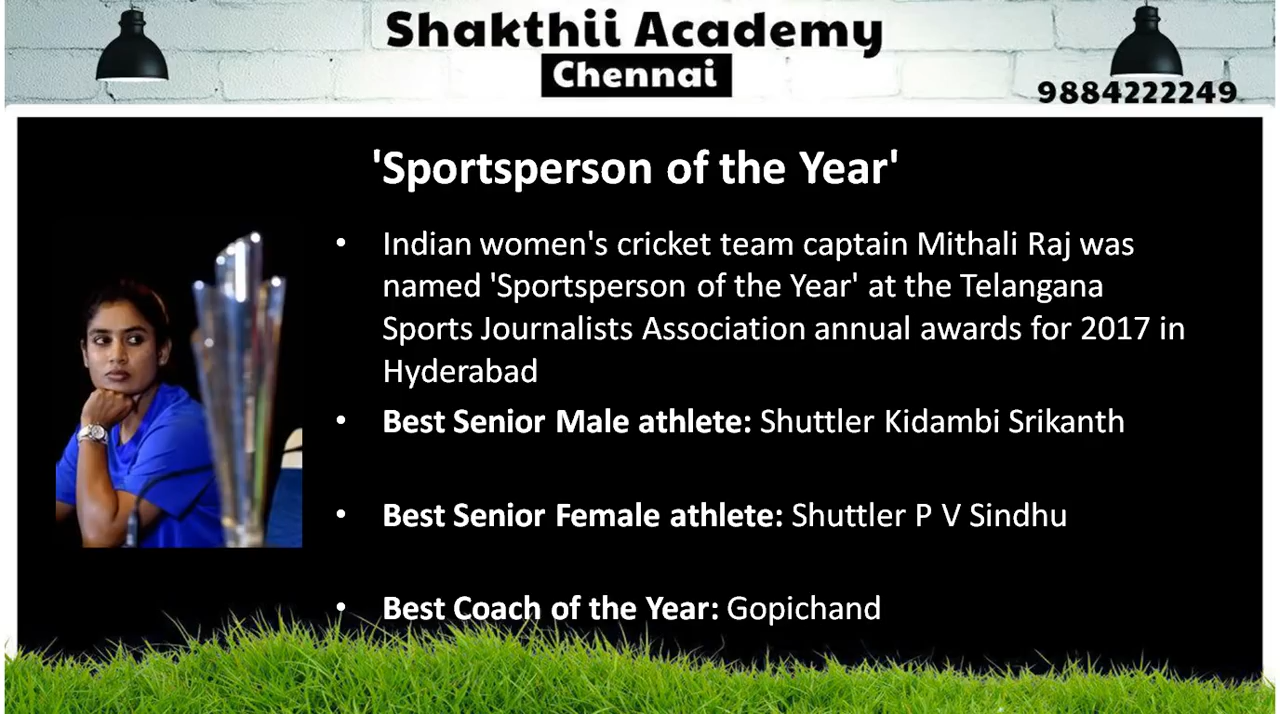 Shakthii Academy
Chennai
9884222249
'Sportsperson of the Year'
• Indian women's cricket team captain Mithali Raj was
named 'Sportsperson of the Year' at the Telangana
Sports Journalists Association annual awards for 2017 in
Hyderabad
• Best Senior Male athlete: Shuttler Kidambi Srikanth
• Best Senior Female athlete: Shuttler P V Sindhu
• Best Coach of the Year: Gopichand